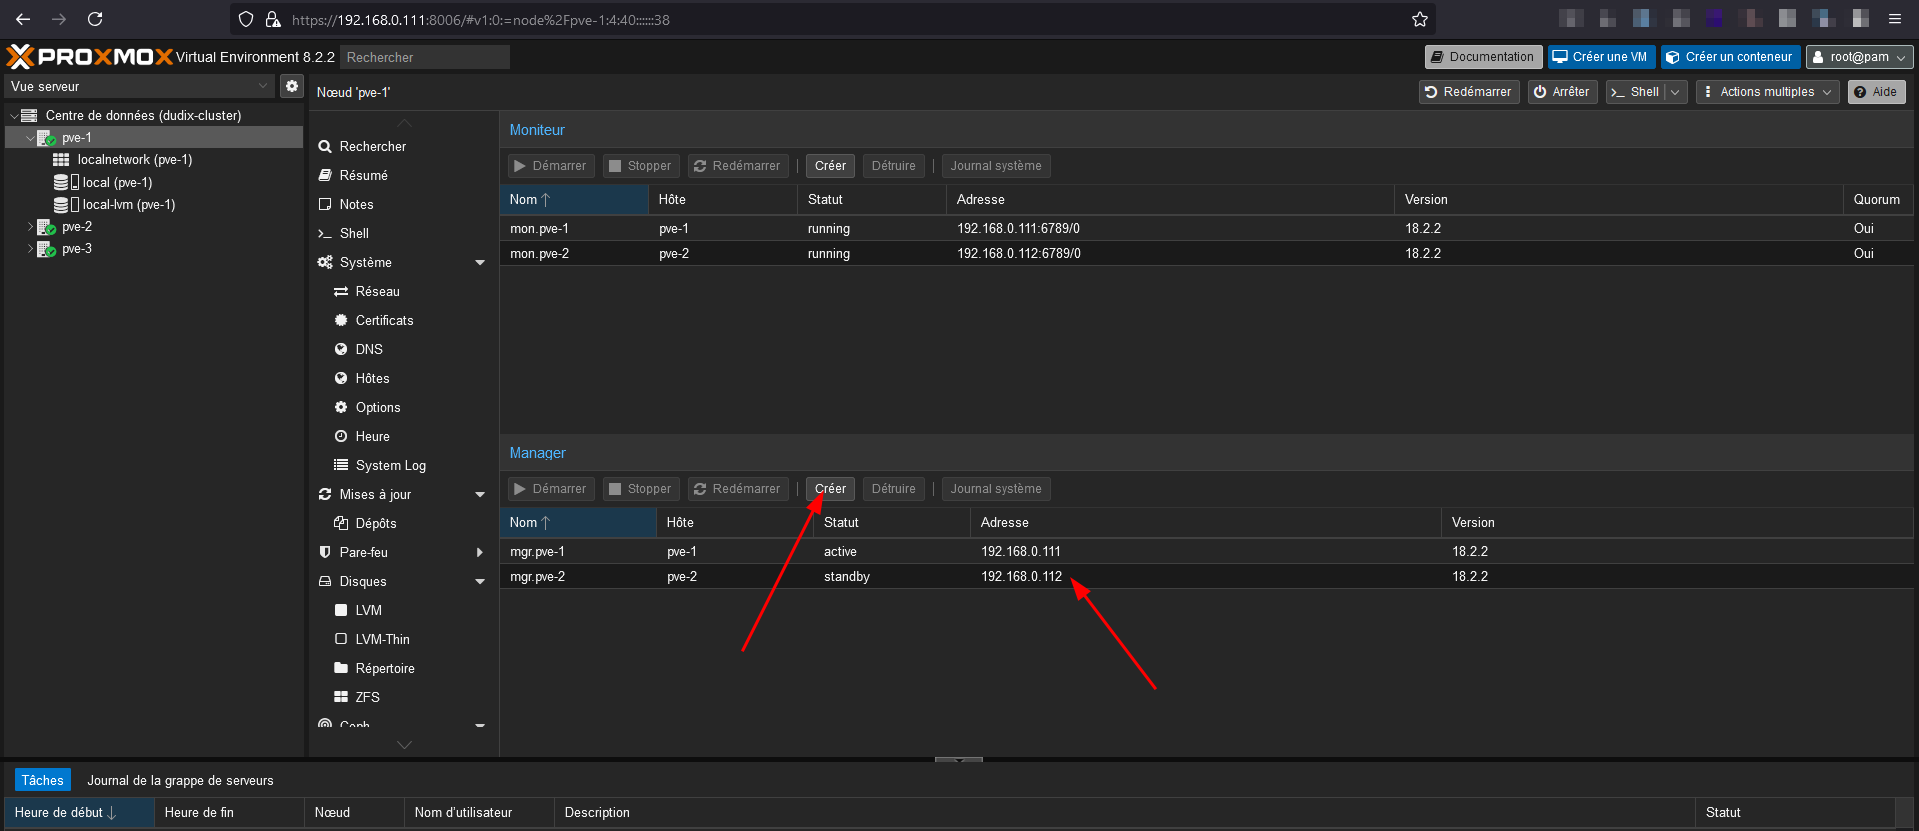 https://192.168.0.111:8006/#v1:0:=node%2Fpve-1:4:40::::::38
PROXMOX Virtual Environment 8.2.2 Rechercher Documentation Créer une VM Créer un conteneur root@pam
Vue serveur
Nœud 'pve-1' Redémarrer Arrêter Shell Actions multiples Aide
Centre de données (dudix-cluster)
pve-1
localnetwork (pve-1)
local (pve-1)
local-lvm (pve-1)
pve-2
pve-3
Rechercher
Résumé
Notes
Shell
Système
Réseau
Certificats
DNS
Hôtes
Options
Heure
System Log
Mises à jour
Dépôts
Pare-feu
Disques
LVM
LVM-Thin
Répertoire
ZFS
Ceph
Moniteur
Démarrer Stopper Redémarrer Créer Détruire Journal système
Nom Hôte Statut Adresse Version Quorum
mon.pve-1 pve-1 running 192.168.0.111:6789/0 18.2.2 Oui
mon.pve-2 pve-2 running 192.168.0.112:6789/0 18.2.2 Oui
Manager
Démarrer Stopper Redémarrer Créer Détruire Journal système
Nom Hôte Statut Adresse Version
mgr.pve-1 pve-1 active 192.168.0.111 18.2.2
mgr.pve-2 pve-2 standby 192.168.0.112 18.2.2
Tâches Journal de la grappe de serveurs
Heure de début Heure de fin Nœud Nom d'utilisateur Description Statut